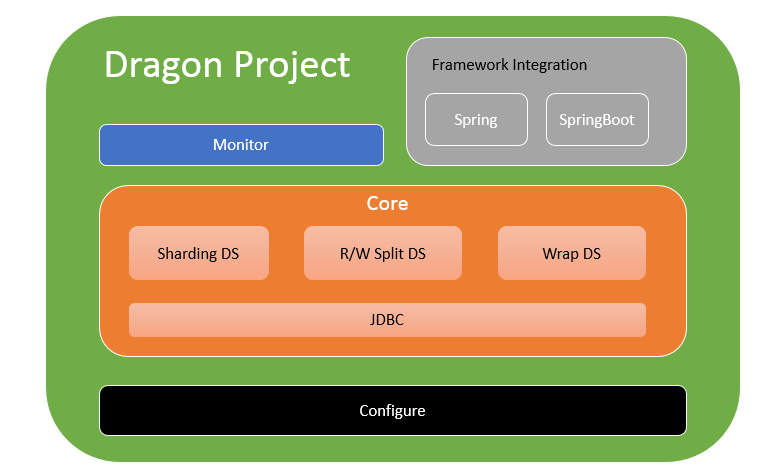 Dragon Project
Framework Integration
Spring
SpringBoot
Monitor
Core
Sharding DS
R/W Split DS
Wrap DS
JDBC
Configure